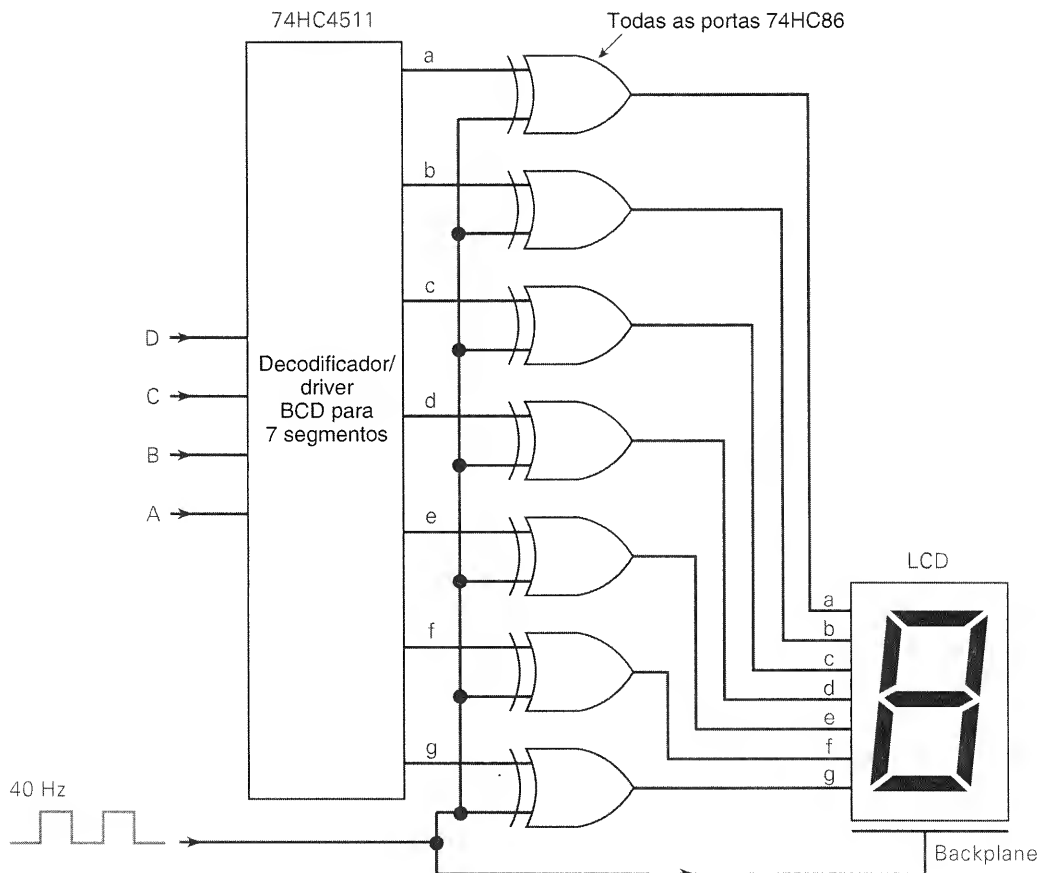 74HC4511
Todas as portas 74HC86
a
b
c
D
Decodificador/
driver
C
BCD para
d
7 segmentos
B
A
e
LCD
f
a
b
c
d
e
f
g
g
40 Hz
Backplane